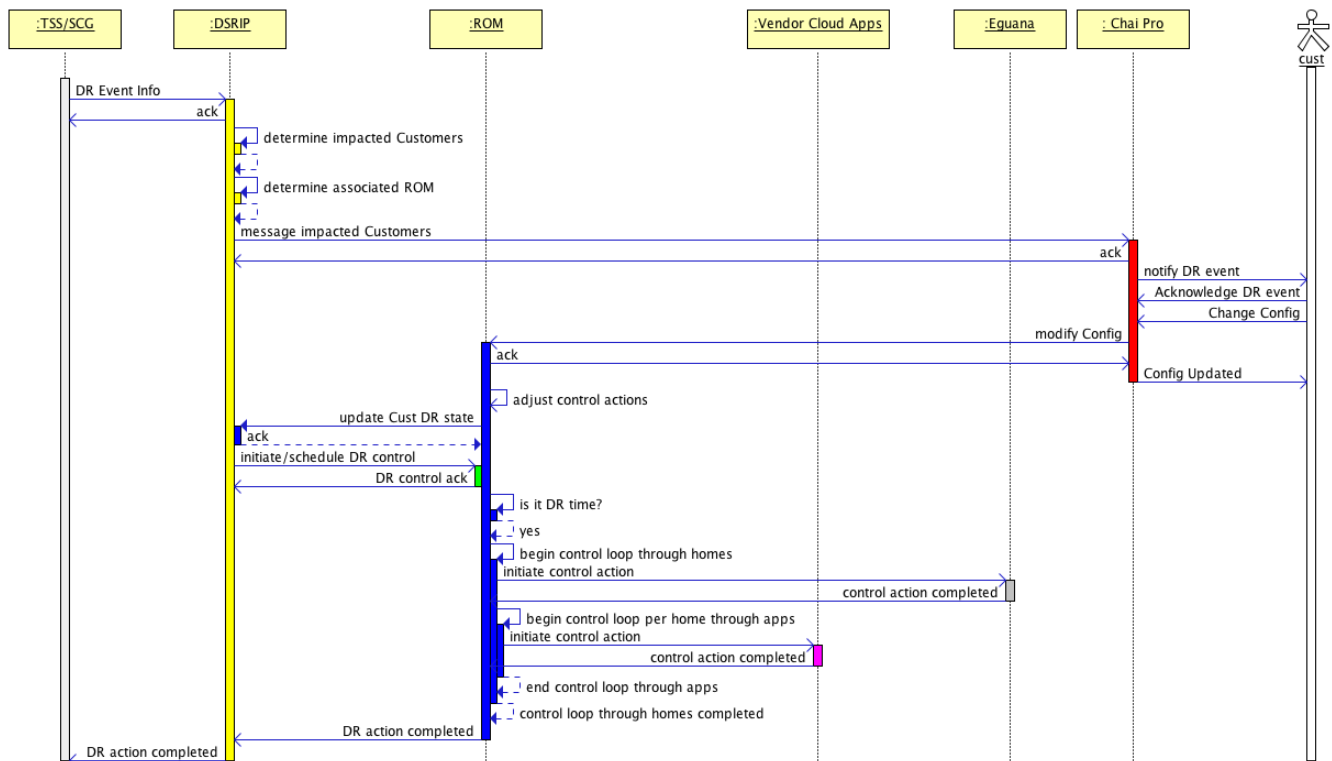 :TSS/SCG
:DSRIP
:ROM
:Vendor Cloud Apps
:Eguana
: Chai Pro
cust
DR Event Info
ack
determine impacted Customers
determine associated ROM
message impacted Customers
ack
notify DR event
Acknowledge DR event
Change Config
modify Config
ack
Config Updated
adjust control actions
update Cust DR state
ack
initiate/schedule DR control
DR control ack
is it DR time?
yes
begin control loop through homes
initiate control action
control action completed
begin control loop per home through apps
initiate control action
control action completed
end control loop through apps
control loop through homes completed
DR action completed
DR action completed